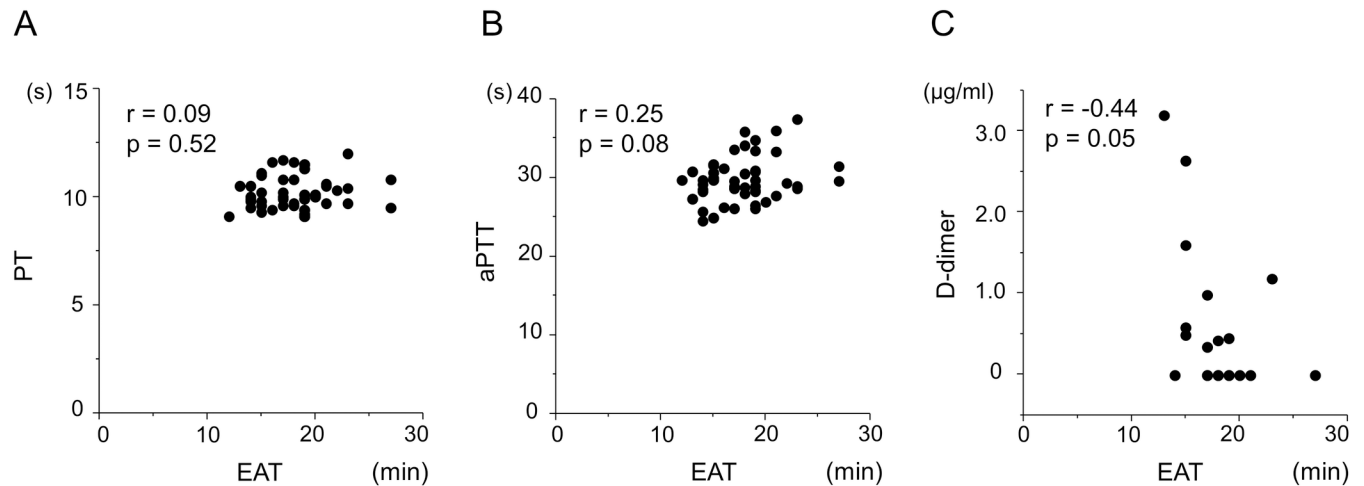 A
(s)
15
10
5
0
PT
r = 0.09
p = 0.52
0
10
20
30
EAT
(min)
B
(s)
40
30
20
10
0
aPTT
r = 0.25
p = 0.08
0
10
20
30
EAT
(min)
C
(µg/ml)
3.0
2.0
1.0
0
D-dimer
r = -0.44
p = 0.05
0
10
20
30
EAT
(min)